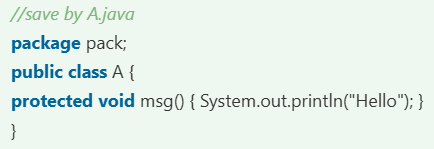 //save by A.java
package pack;
public class A {
protected void msg() { System.out.println("Hello"); }
}